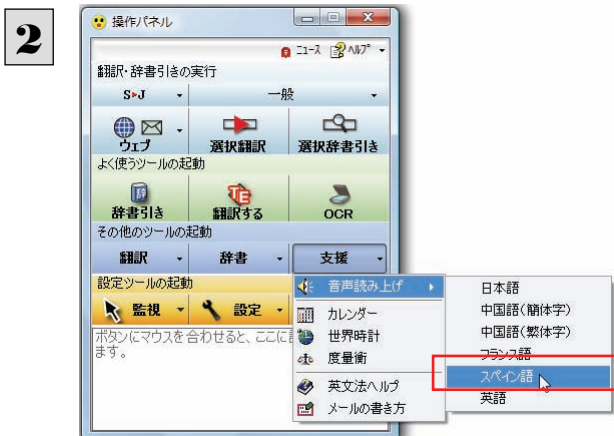 2
操作パネル
ニュース ヘルプ
翻訳・辞書引きの実行
S▸J 一般
ウェブ 選択翻訳 選択辞書引き
よく使うツールの起動
辞書引き 翻訳する OCR
その他のツールの起動
翻訳 辞書 支援
設定ツールの起動
監視 設定
ボタンにマウスを合わせると、ここに
ます。
音声読み上げ
カレンダー
世界時計
度量衡
英文法ヘルプ
メールの書き方
日本語
中国語(簡体字)
中国語(繁体字)
フランス語
スペイン語
英語